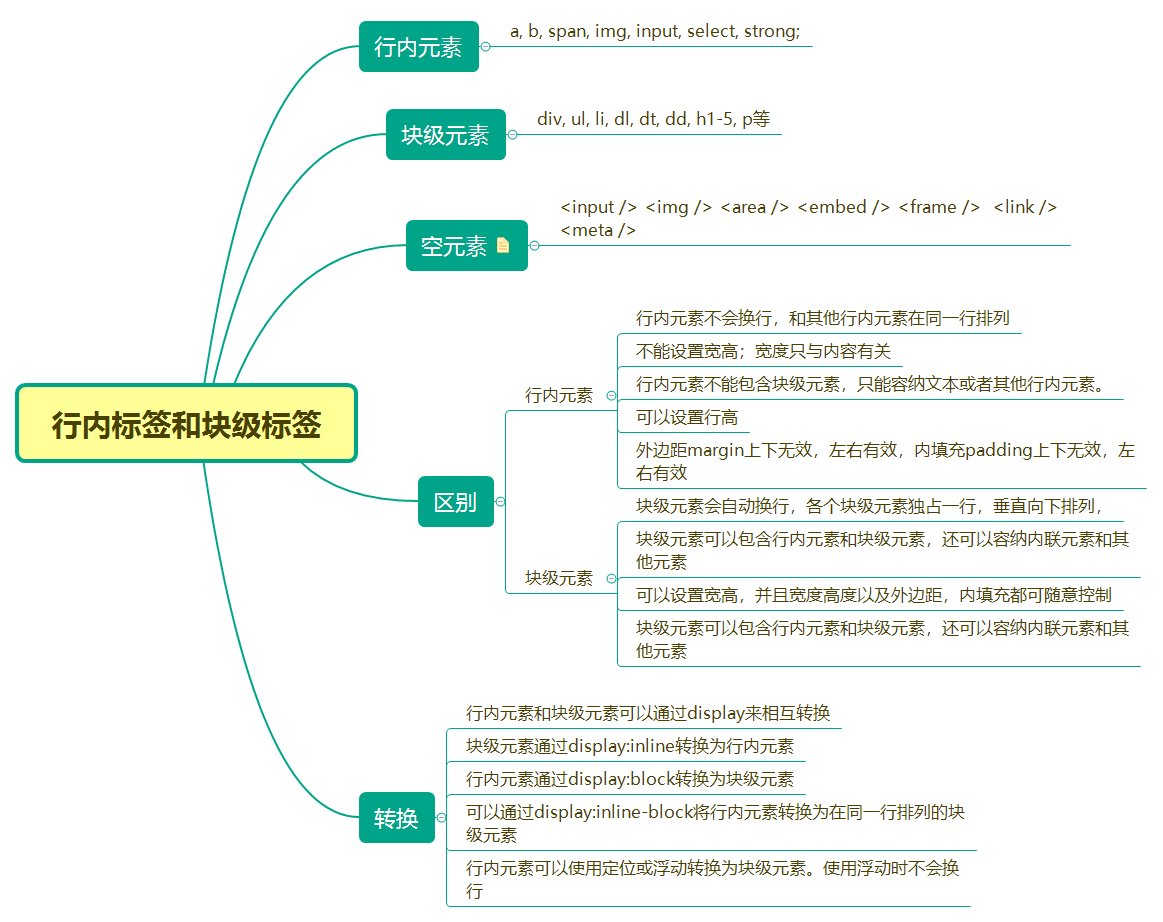 行内元素
a, b, span, img, input, select, strong;
块级元素
div, ul, li, dl, dt, dd, h1-5, p等
空元素
<input /> <img /> <area /> <embed /> <frame /> <link />
<meta />
行内标签和块级标签
区别
行内元素
行内元素不会换行，和其他行内元素在同一行排列
不能设置宽高；宽度只与内容有关
行内元素不能包含块级元素，只能容纳文本或者其他行内元素。
可以设置行高
外边距margin上下无效，左右有效，内填充padding上下无效，左
右有效
块级元素
块级元素会自动换行，各个块级元素独占一行，垂直向下排列，
块级元素可以包含行内元素和块级元素，还可以容纳内联元素和其
他元素
可以设置宽高，并且宽度高度以及外边距，内填充都可随意控制
块级元素可以包含行内元素和块级元素，还可以容纳内联元素和其
他元素
转换
行内元素和块级元素可以通过display来相互转换
块级元素通过display:inline转换为行内元素
行内元素通过display:block转换为块级元素
可以通过display:inline-block将行内元素转换为在同一行排列的块
级元素
行内元素可以使用定位或浮动转换为块级元素。使用浮动时不会换
行